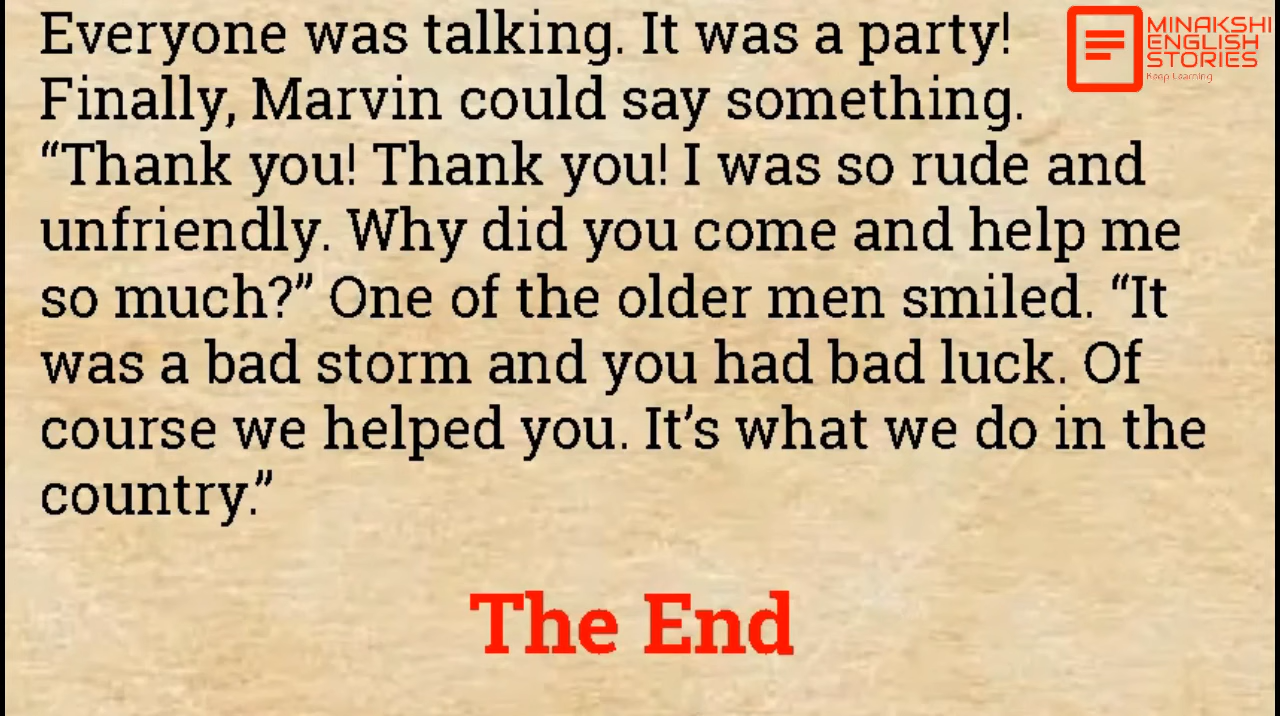 Everyone was talking. It was a party!
Finally, Marvin could say something.
“Thank you! Thank you! I was so rude and
unfriendly. Why did you come and help me
so much?” One of the older men smiled. “It
was a bad storm and you had bad luck. Of
course we helped you. It’s what we do in the
country.”
The End
MINAKSHI
ENGLISH
STORIES
Keep Learning